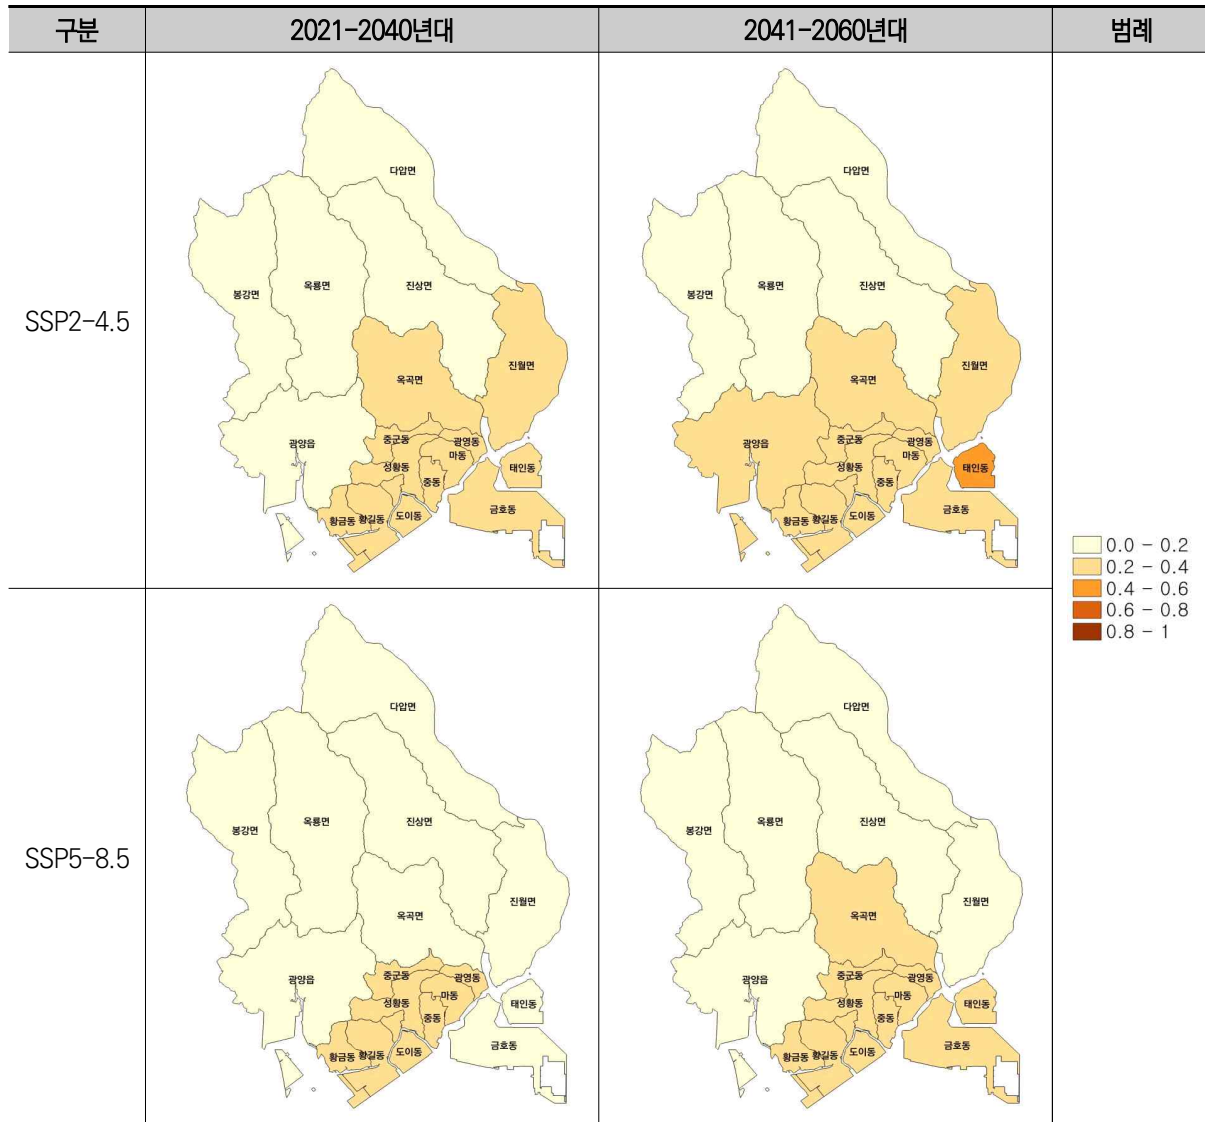 구분 2021-2040년대 2041-2060년대 범례
SSP2-4.5
다압면
봉강면
옥룡면
진상면
진월면
옥곡면
광양읍
중군동
광영동
마동
성황동
중동
태인동
금호동
황금동
황길동
도이동
다압면
봉강면
옥룡면
진상면
진월면
옥곡면
광양읍
중군동
광영동
마동
성황동
중동
태인동
금호동
황금동
황길동
도이동
0.0 - 0.2
0.2 - 0.4
0.4 - 0.6
0.6 - 0.8
0.8 - 1
SSP5-8.5
다압면
봉강면
옥룡면
진상면
진월면
옥곡면
광양읍
중군동
광영동
마동
성황동
중동
태인동
금호동
황금동
황길동
도이동
다압면
봉강면
옥룡면
진상면
진월면
옥곡면
광양읍
중군동
광영동
마동
성황동
중동
태인동
금호동
황금동
황길동
도이동